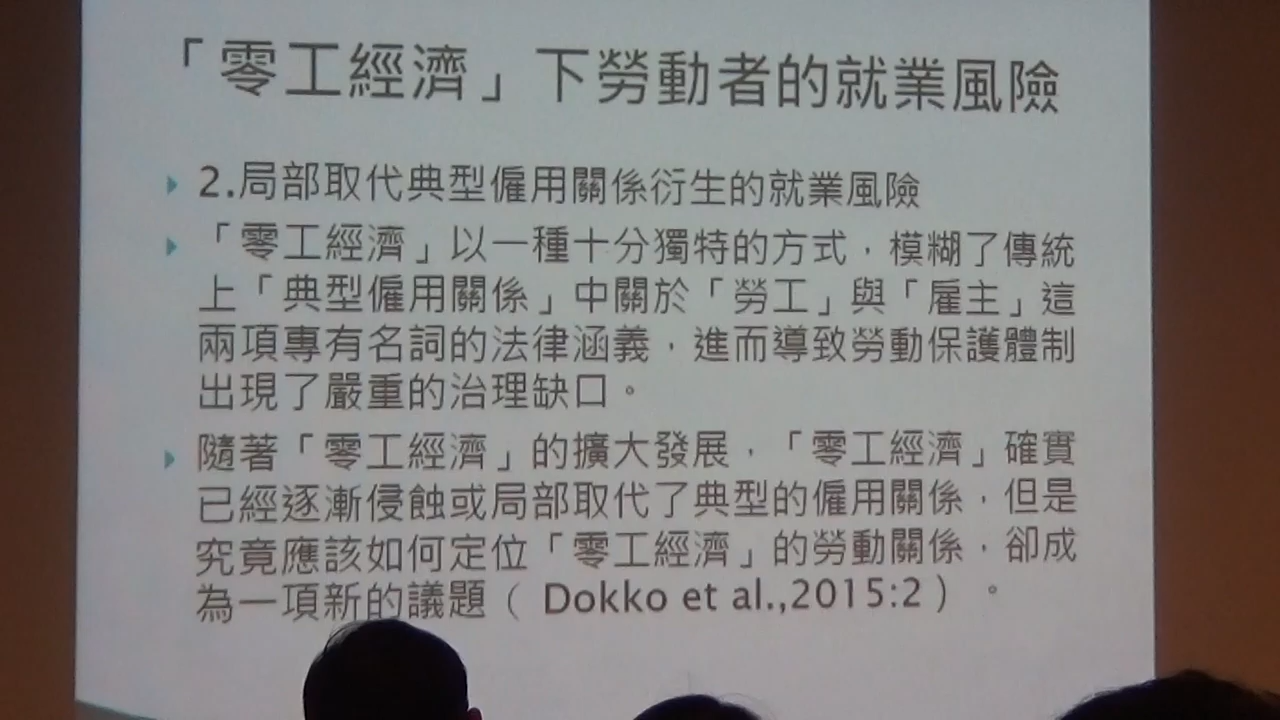 「零工經濟」下勞動者的就業風險
2.局部取代典型僱用關係衍生的就業風險
「零工經濟」以一種十分獨特的方式，模糊了傳統
上「典型僱用關係」中關於「勞工」與「雇主」這
兩項專有名詞的法律涵義，進而導致勞動保護體制
出現了嚴重的治理缺口。
隨著「零工經濟」的擴大發展，「零工經濟」確實
已經逐漸侵蝕或局部取代了典型的僱用關係，但是
究竟應該如何定位「零工經濟」的勞動關係，卻成
為一項新的議題（ Dokko et al.,2015:2） 。